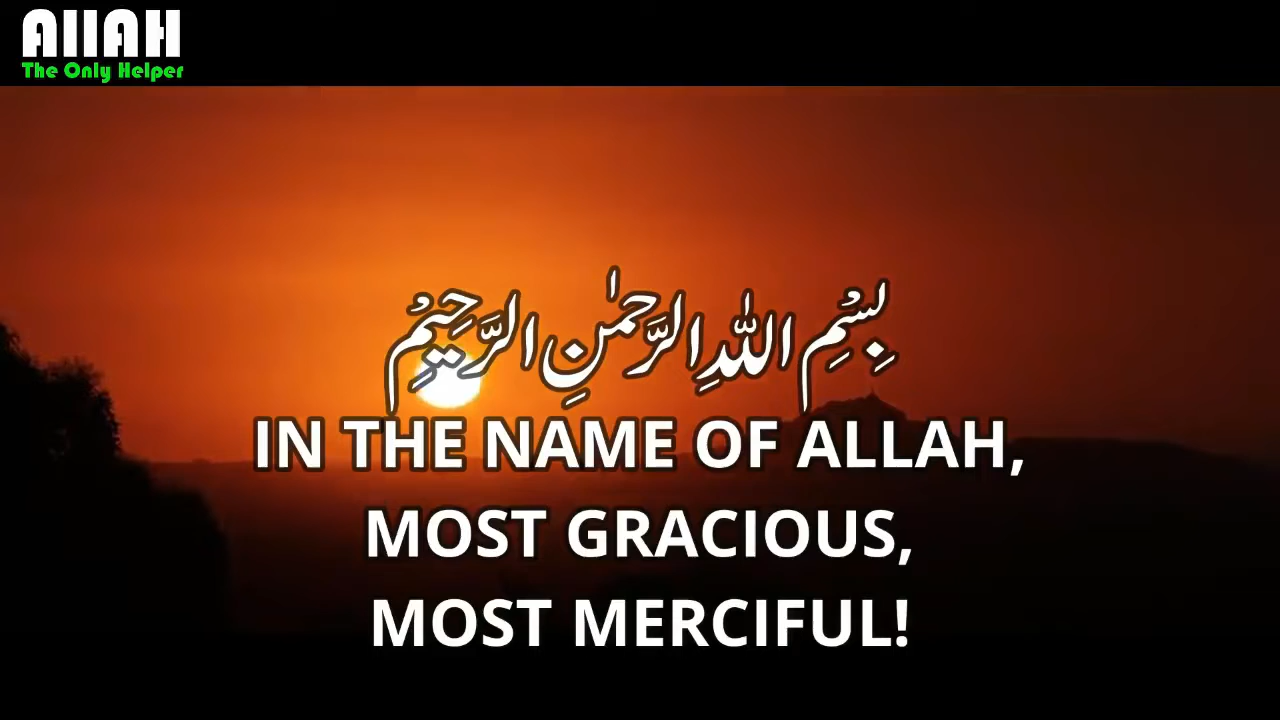 AllAH
The Only Helper
بِسْمِ اللّٰهِ الرَّحْمٰنِ الرَّحِيْمِ
IN THE NAME OF ALLAH,
MOST GRACIOUS,
MOST MERCIFUL!